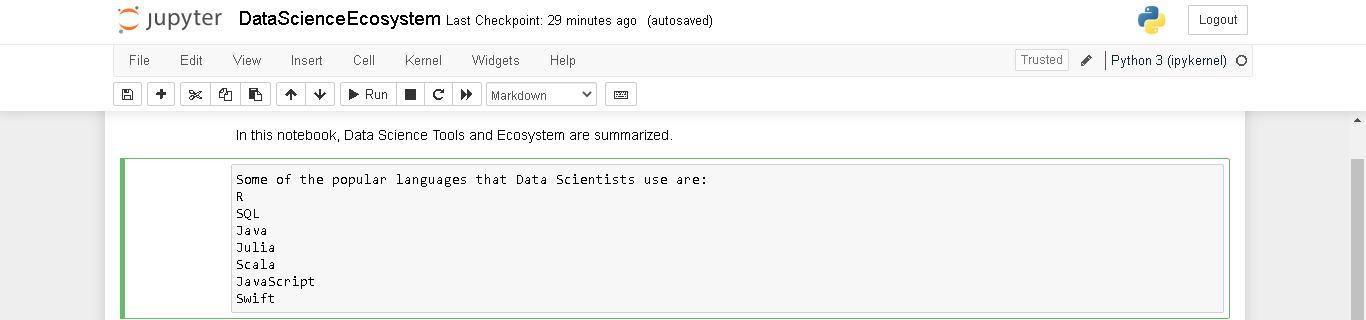 jupyter DataScienceEcosystem Last Checkpoint: 29 minutes ago (autosaved)
Logout
File Edit View Insert Cell Kernel Widgets Help
Trusted Python 3 (ipykernel)
Run Markdown
In this notebook, Data Science Tools and Ecosystem are summarized.
Some of the popular languages that Data Scientists use are:
R
SQL
Java
Julia
Scala
JavaScript
Swift